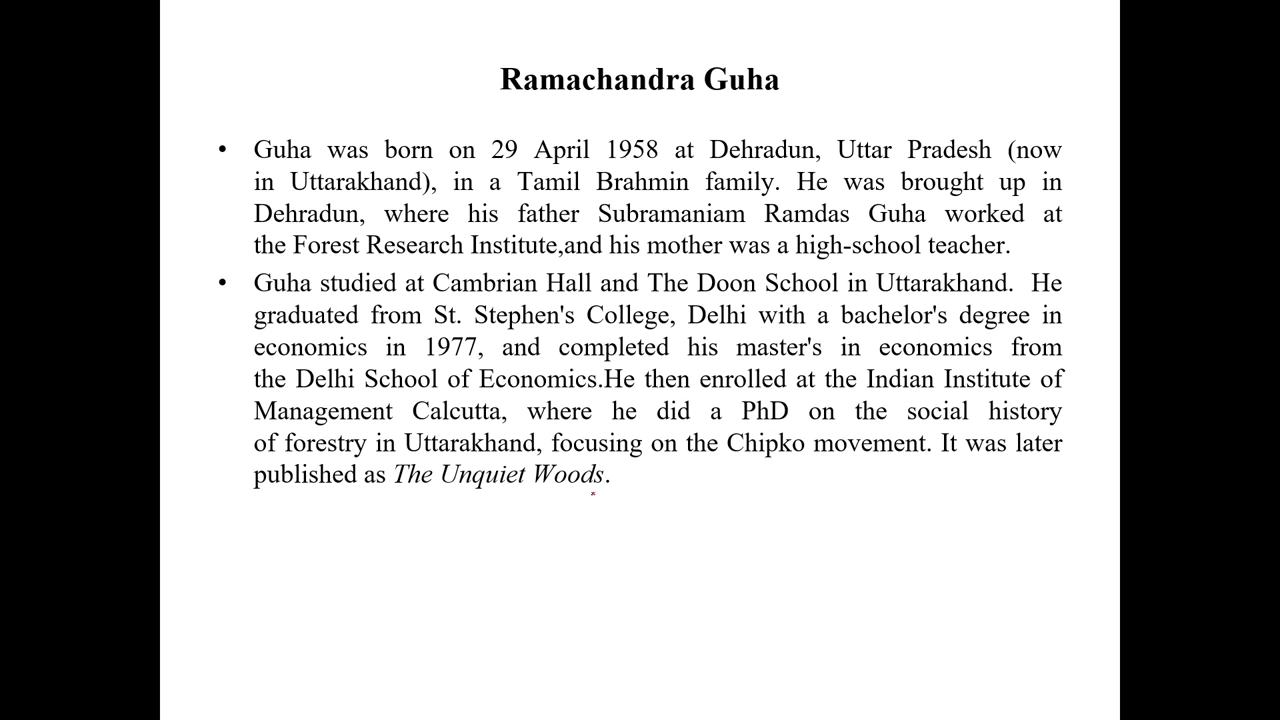 Ramachandra Guha
• Guha was born on 29 April 1958 at Dehradun, Uttar Pradesh (now
in Uttarakhand), in a Tamil Brahmin family. He was brought up in
Dehradun, where his father Subramaniam Ramdas Guha worked at
the Forest Research Institute,and his mother was a high-school teacher.
• Guha studied at Cambrian Hall and The Doon School in Uttarakhand. He
graduated from St. Stephen's College, Delhi with a bachelor's degree in
economics in 1977, and completed his master's in economics from
the Delhi School of Economics.He then enrolled at the Indian Institute of
Management Calcutta, where he did a PhD on the social history
of forestry in Uttarakhand, focusing on the Chipko movement. It was later
published as The Unquiet Woods.